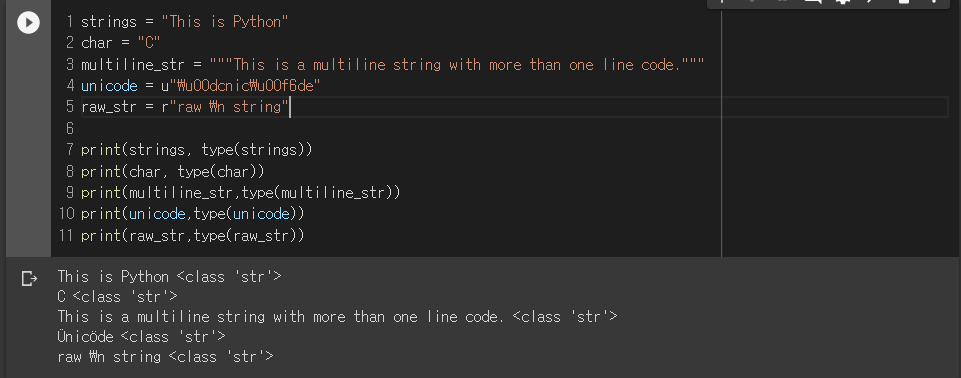 1 strings = "This is Python"
2 char = "C"
3 multiline_str = """This is a multiline string with more than one line code."""
4 unicode = u"₩u00dcnic₩u00f6de"
5 raw_str = r"raw ₩n string"
6
7 print(strings, type(strings))
8 print(char, type(char))
9 print(multiline_str,type(multiline_str))
10 print(unicode,type(unicode))
11 print(raw_str,type(raw_str))
This is Python <class 'str'>
C <class 'str'>
This is a multiline string with more than one line code. <class 'str'>
Ünicöde <class 'str'>
raw ₩n string <class 'str'>